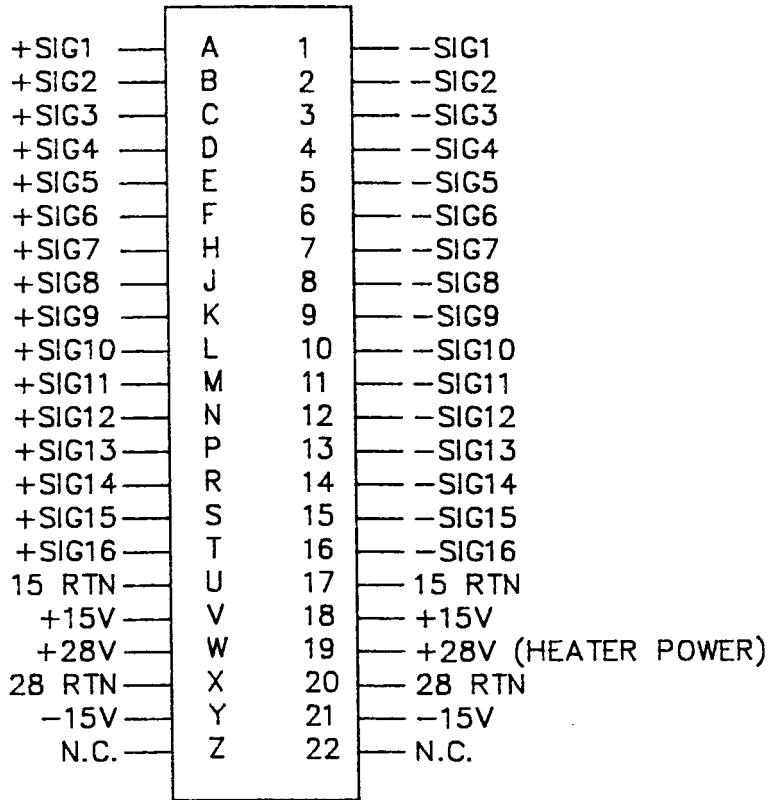 +SIG1 A 1 −SIG1
+SIG2 B 2 −SIG2
+SIG3 C 3 −SIG3
+SIG4 D 4 −SIG4
+SIG5 E 5 −SIG5
+SIG6 F 6 −SIG6
+SIG7 H 7 −SIG7
+SIG8 J 8 −SIG8
+SIG9 K 9 −SIG9
+SIG10 L 10 −SIG10
+SIG11 M 11 −SIG11
+SIG12 N 12 −SIG12
+SIG13 P 13 −SIG13
+SIG14 R 14 −SIG14
+SIG15 S 15 −SIG15
+SIG16 T 16 −SIG16
15 RTN U 17 15 RTN
+15V V 18 +15V
+28V W 19 +28V (HEATER POWER)
28 RTN X 20 28 RTN
−15V Y 21 −15V
N.C. Z 22 N.C.